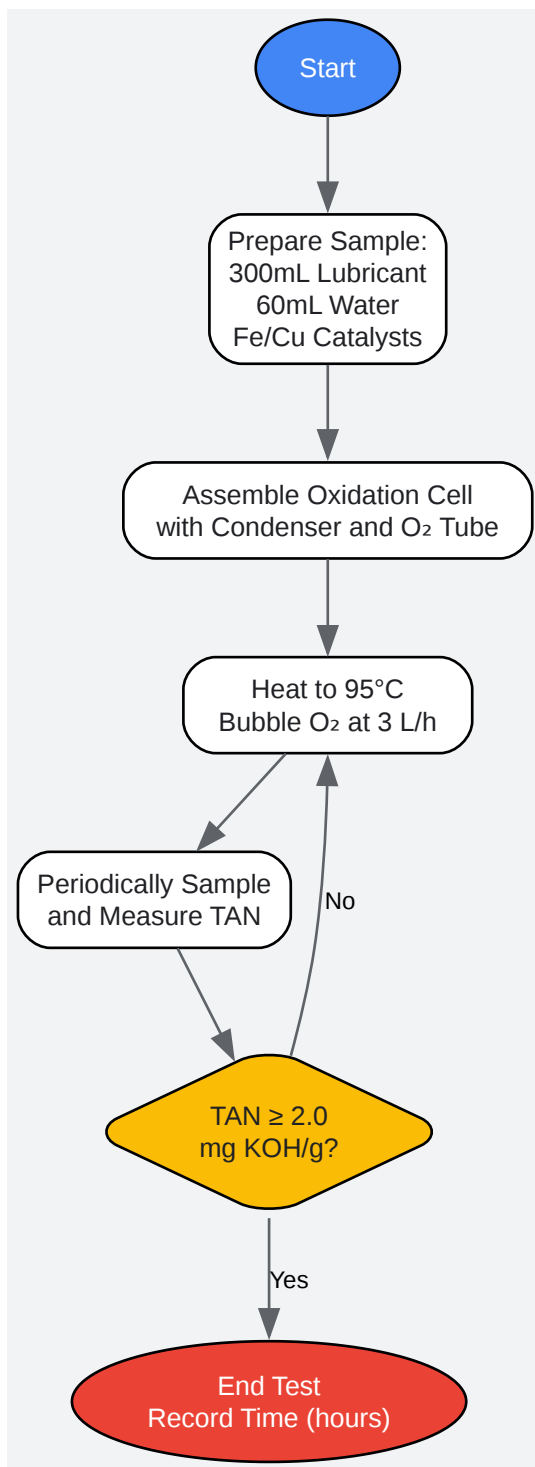 Start
Prepare Sample:
300mL Lubricant
60mL Water
Fe/Cu Catalysts
Assemble Oxidation Cell
with Condenser and O₂ Tube
Heat to 95°C
Bubble O₂ at 3 L/h
Periodically Sample
and Measure TAN
No
TAN ≥ 2.0
mg KOH/g?
Yes
End Test
Record Time (hours)